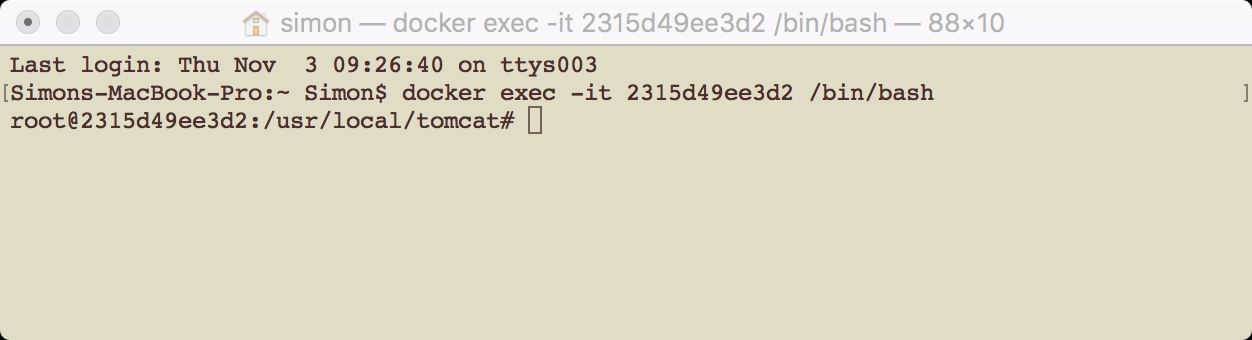 simon — docker exec -it 2315d49ee3d2 /bin/bash — 88×10
Last login: Thu Nov  3 09:26:40 on ttys003
[Simons-MacBook-Pro:~ Simon$ docker exec -it 2315d49ee3d2 /bin/bash ]
root@2315d49ee3d2:/usr/local/tomcat#